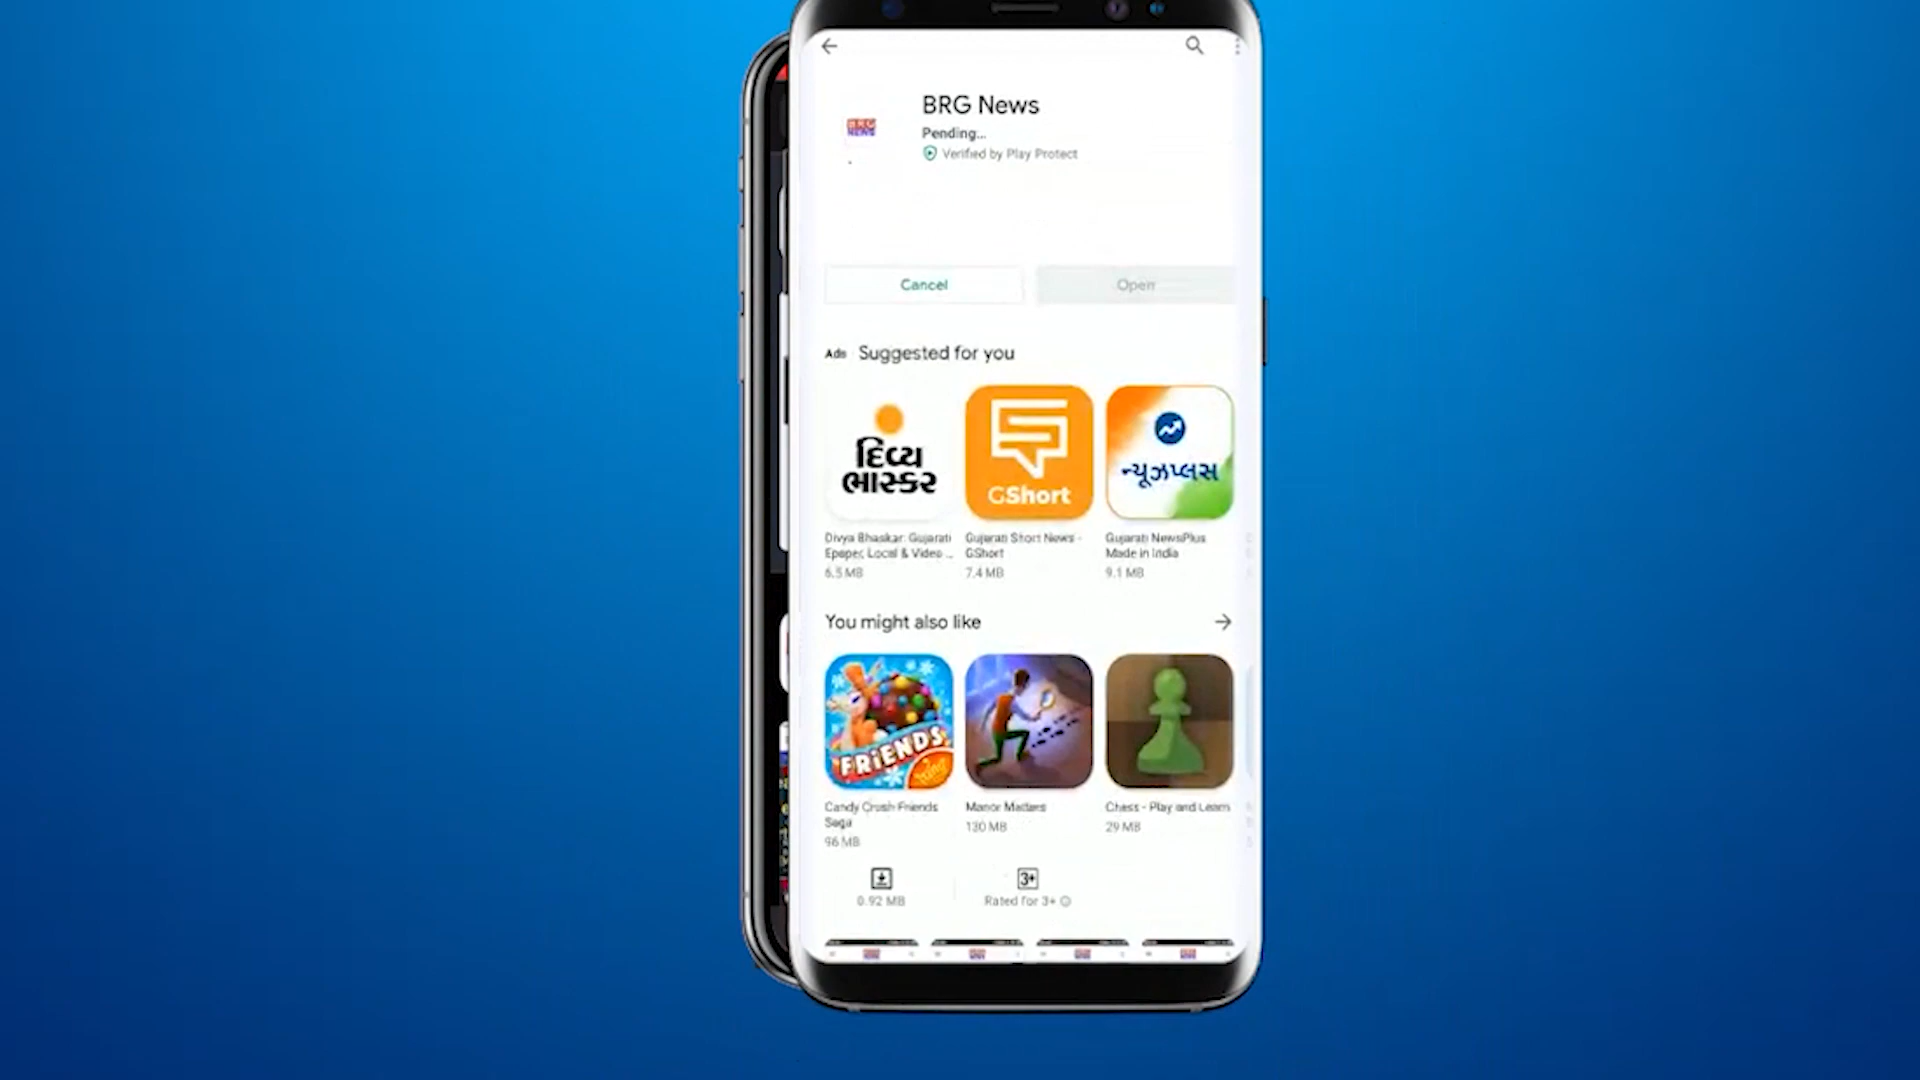 BRG News
BRG
NEWS
Pending...
Verified by Play Protect
Cancel
Open
Ads Suggested for you
દિવ્ય
ભાસ્કર
GShort
ન્યૂઝપ્લસ
Divya Bhaskar: Gujarati
Epaper, Local & Video ...
6.5 MB
Gujarati Short News -
GShort
7.4 MB
Gujarati NewsPlus
Made in India
9.1 MB
You might also like
FRiENDS
King
Candy Crush Friends
Saga
96 MB
Manor Matters
130 MB
Chess - Play and Learn
29 MB
0.92 MB
3+
Rated for 3+